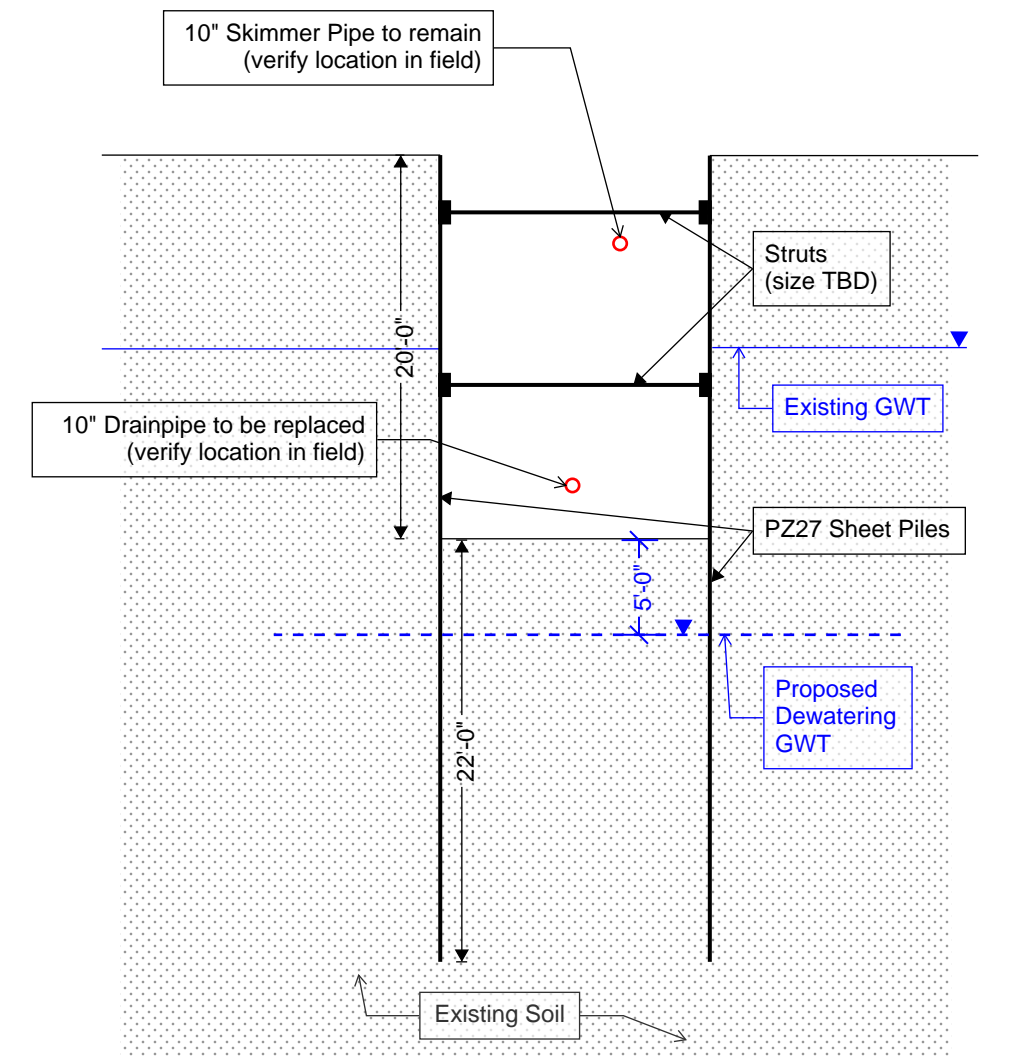 10" Skimmer Pipe to remain
(verify location in field)
Struts
(size TBD)
20'-0"
Existing GWT
10" Drainpipe to be replaced
(verify location in field)
PZ27 Sheet Piles
5'-0"
Proposed
Dewatering
GWT
22'-0"
Existing Soil